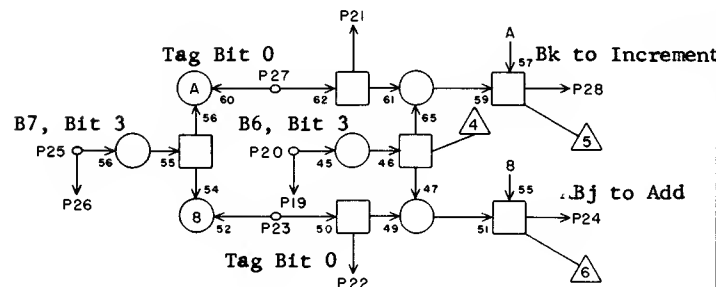 P21
Tag Bit 0
A
Bk to Increment
57
P27
A
60
62
61
59
P28
56
65
4
5
B7, Bit 3
B6, Bit 3
P25
56
55
P20
45
46
P26
54
P19
47
8
55
Bj to Add
8
52
P23
50
49
51
P24
Tag Bit 0
P22
6